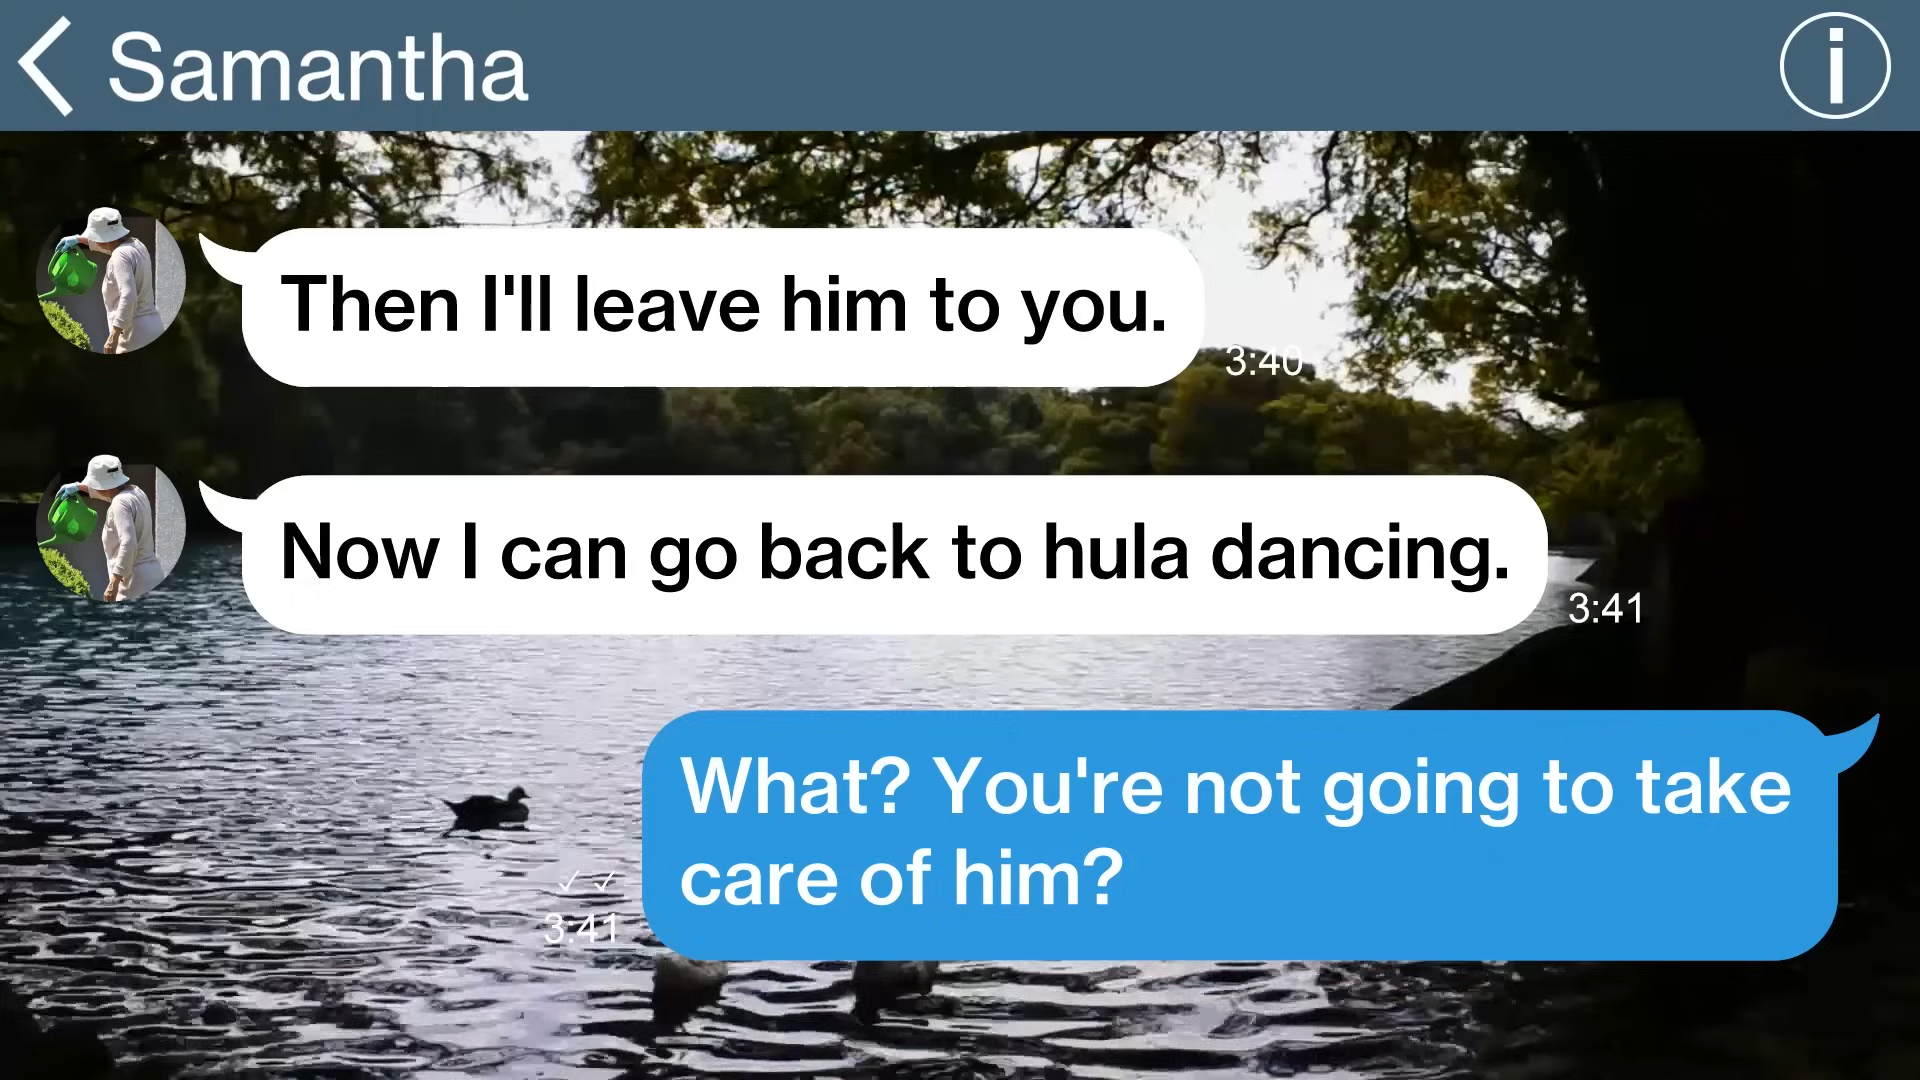 Samantha
Then I'll leave him to you.
3:40
Now I can go back to hula dancing.
3:41
What? You're not going to take
care of him?
3:41